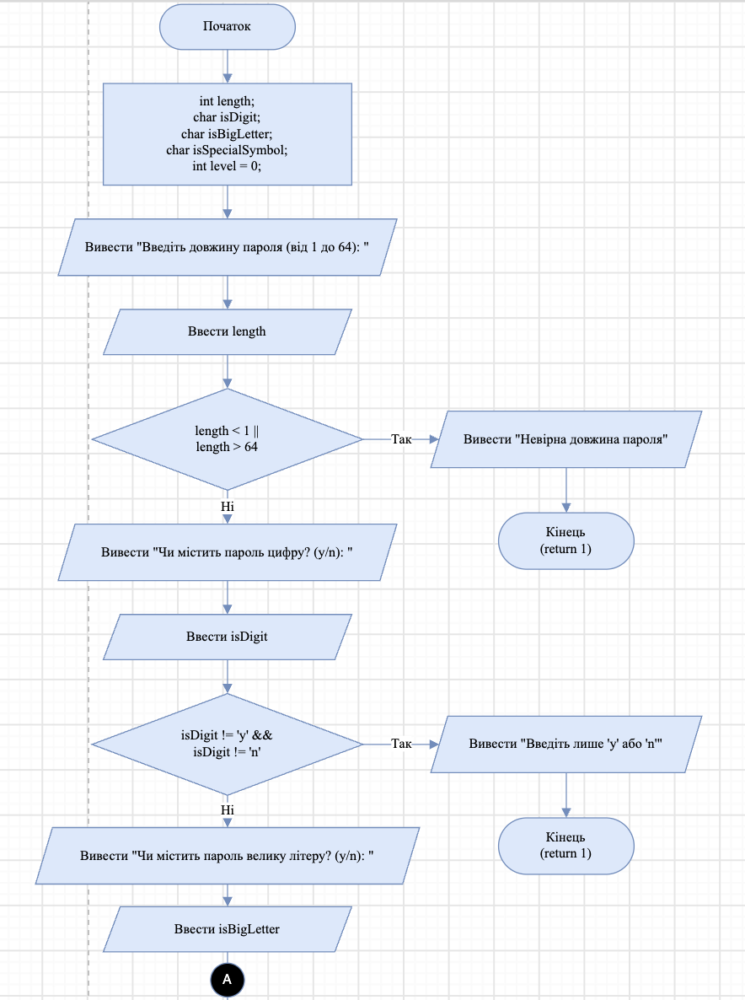 Початок
int length;
char isDigit;
char isBigLetter;
char isSpecialSymbol;
int level = 0;
Вивести "Введіть довжину пароля (від 1 до 64): "
Ввести length
length < 1 ||
length > 64
Так
Вивести "Невірна довжина пароля"
Кінець
(return 1)
Ні
Вивести "Чи містить пароль цифру? (y/n): "
Ввести isDigit
isDigit != 'y' &&
isDigit != 'n'
Так
Вивести "Введіть лише 'y' або 'n'"
Кінець
(return 1)
Ні
Вивести "Чи містить пароль велику літеру? (y/n): "
Ввести isBigLetter
A